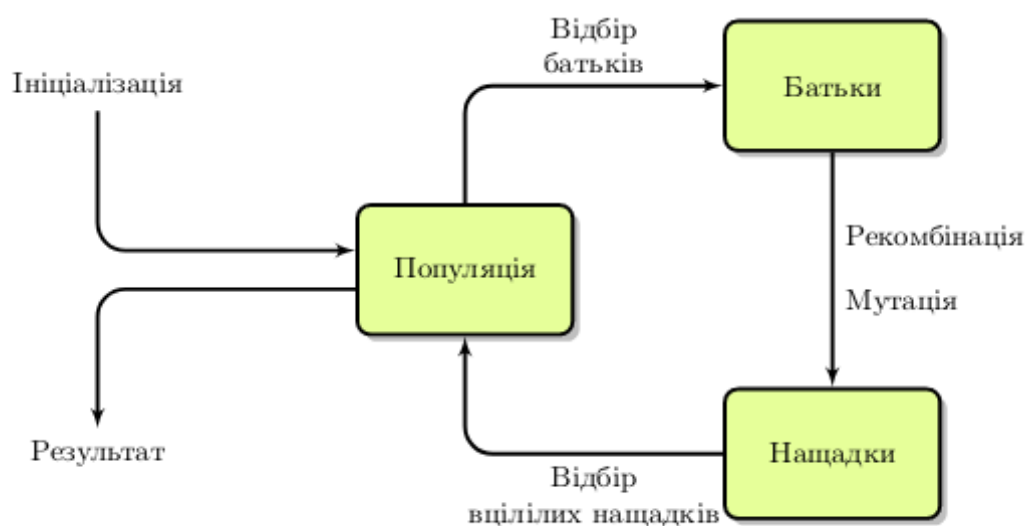 Відбір
батьків
Батьки
Ініціалізація
Рекомбінація
Популяція
Мутація
Результат
Нащадки
Відбір
вцілілих нащадків